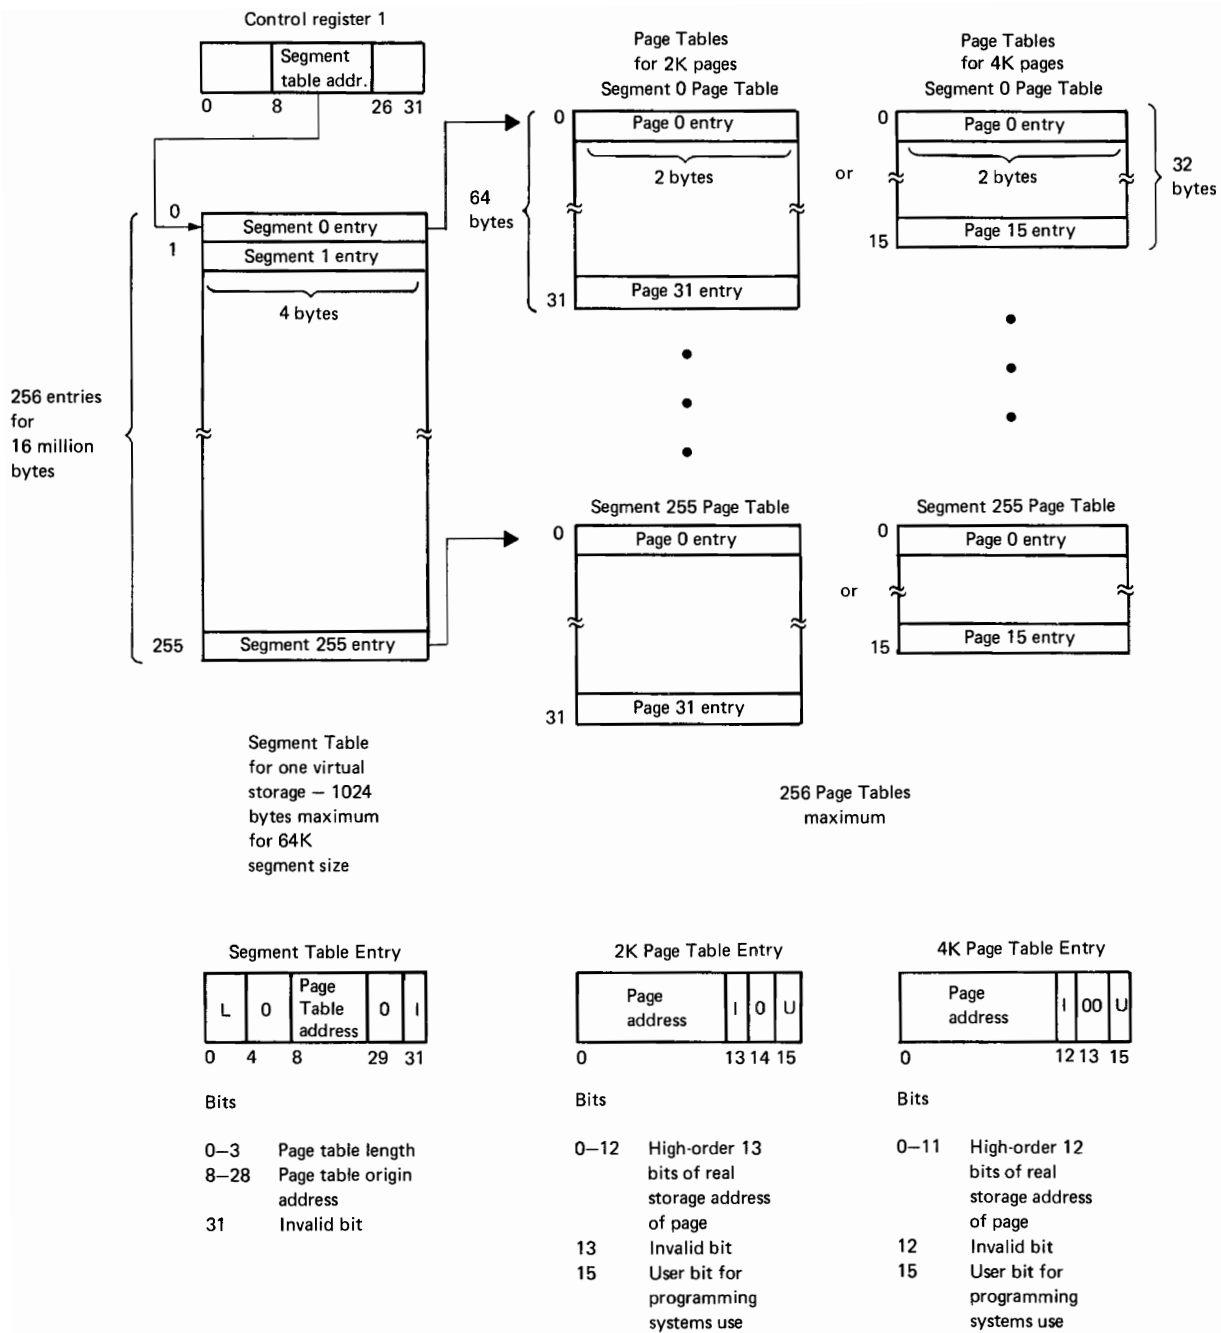 Control register 1
Segment
table addr.
0 8 26 31
Page Tables
for 2K pages
Segment 0 Page Table
0
Page 0 entry
2 bytes
64
bytes
31
Page 31 entry
or
Page Tables
for 4K pages
Segment 0 Page Table
0
Page 0 entry
2 bytes
32
bytes
15
Page 15 entry
0
Segment 0 entry
1
Segment 1 entry
4 bytes
256 entries
for
16 million
bytes
255
Segment 255 entry
Segment 255 Page Table
0
Page 0 entry
31
Page 31 entry
or
Segment 255 Page Table
0
Page 0 entry
15
Page 15 entry
Segment Table
for one virtual
storage — 1024
bytes maximum
for 64K
segment size
256 Page Tables
maximum
Segment Table Entry
L 0 Page
Table
address 0 I
0 4 8 29 31
Bits
0—3 Page table length
8—28 Page table origin
address
31 Invalid bit
2K Page Table Entry
Page
address I 0 U
0 13 14 15
Bits
0—12 High-order 13
bits of real
storage address
of page
13 Invalid bit
15 User bit for
programming
systems use
4K Page Table Entry
Page
address I 00 U
0 12 13 15
Bits
0—11 High-order 12
bits of real
storage address
of page
12 Invalid bit
15 User bit for
programming
systems use